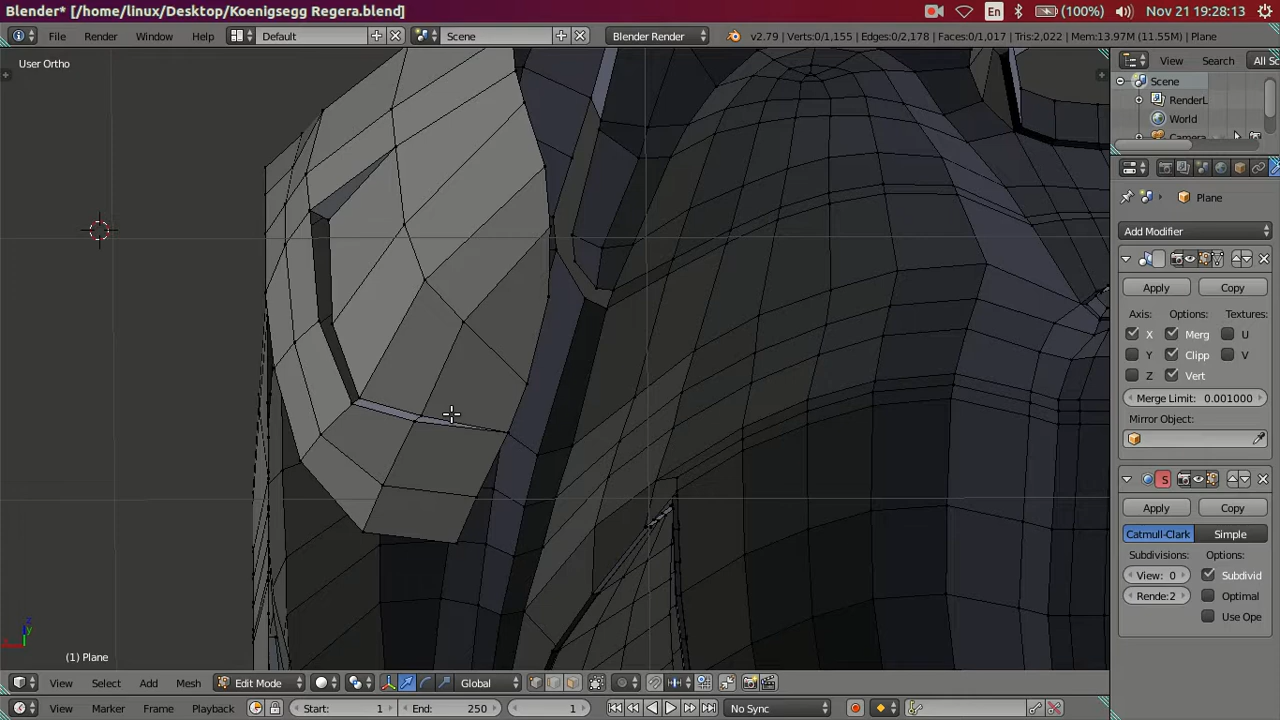 Blender* [/home/linux/Desktop/Koenigsegg Regera.blend] En (100%) Nov 21 19:28:13
File Render Window Help Default Scene Blender Render v2.79 | Verts:0/1,155 | Edges:0/2,178 | Faces:0/1,017 | Tris:2,022 | Mem:13.97M (11.55M) | Plane
User Ortho
View Search All Sc
Scene
RenderL
World
Camera
Plane
Add Modifier
Apply Copy
Axis: Options: Textures:
X Merg U
Y Clipp V
Z Vert
Merge Limit: 0.001000
Mirror Object:
S
Apply Copy
Catmull-Clark Simple
Subdivisions: Options:
View: 0 Subdivid
Rende:2 Optimal
Use Ope
(1) Plane
View Select Add Mesh Edit Mode Global
View Marker Frame Playback Start: 1 End: 250 1 No Sync